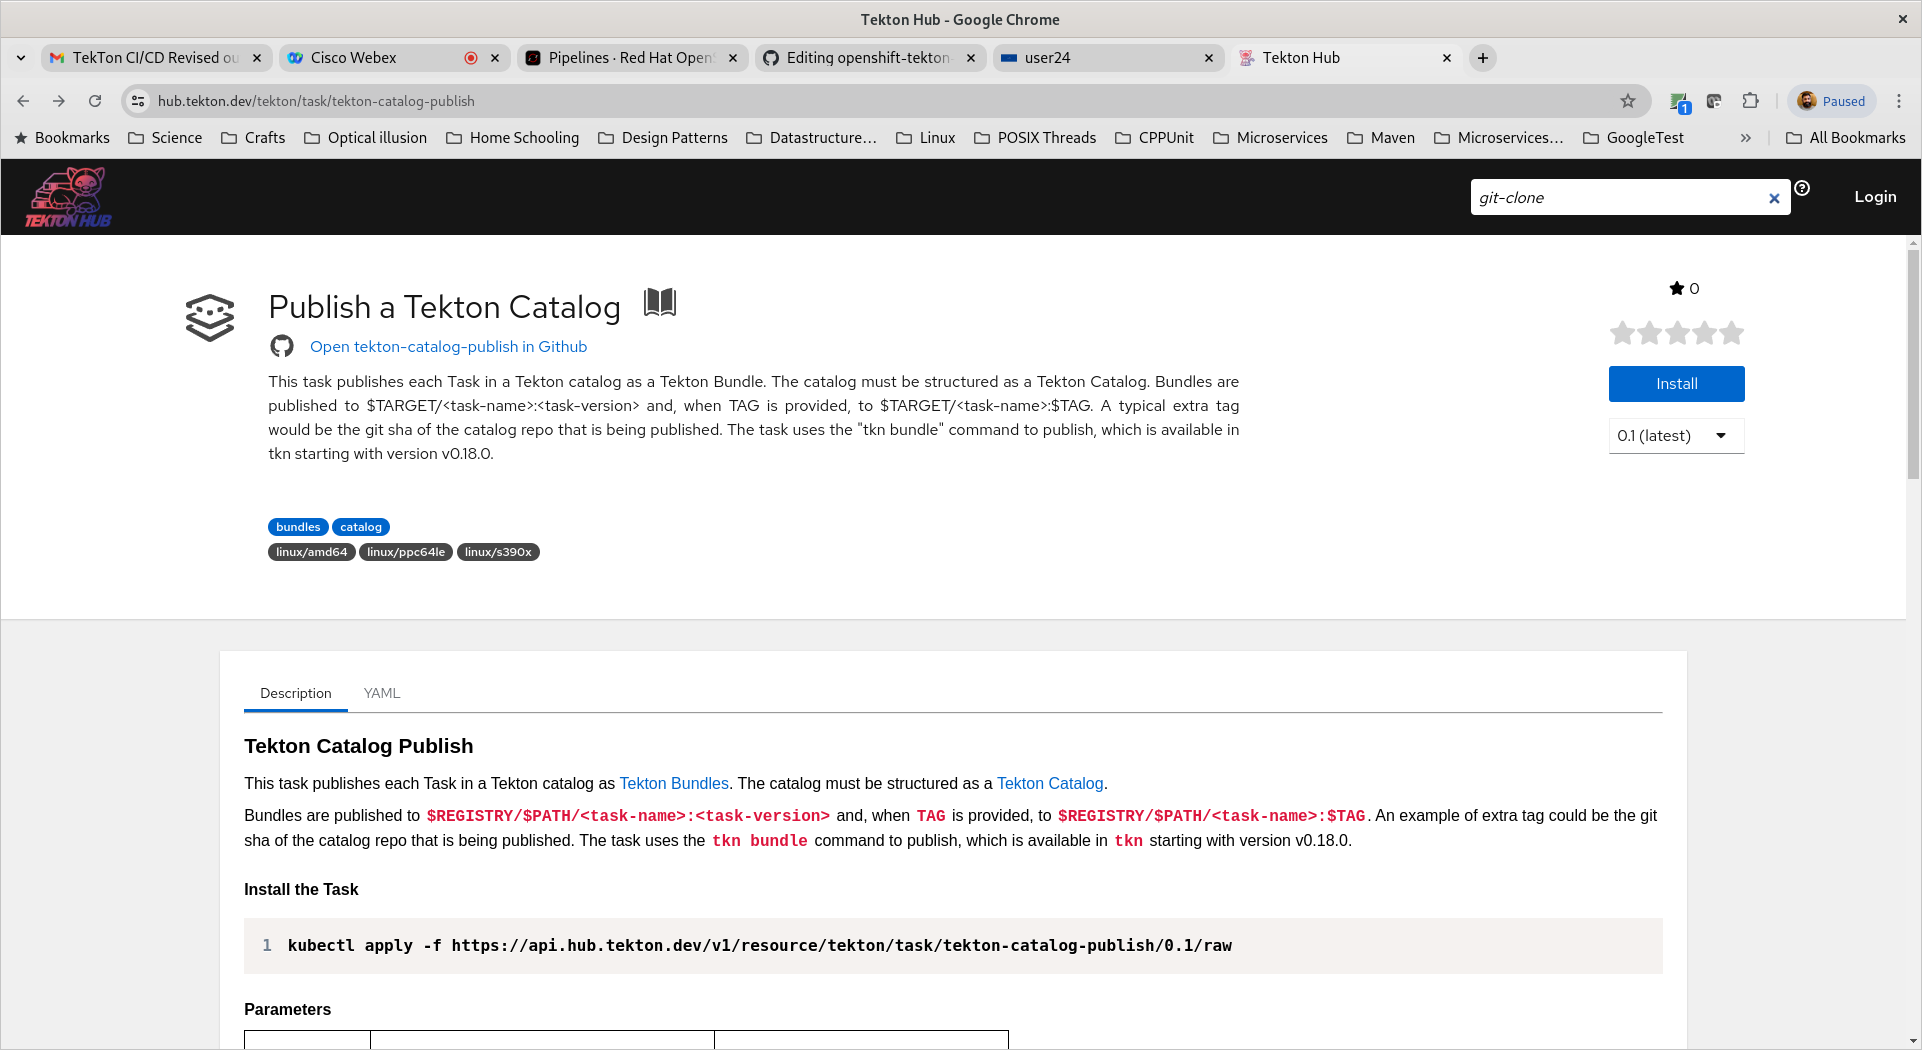 Tekton Hub - Google Chrome
TekTon CI/CD Revised ou
Cisco Webex
Pipelines · Red Hat OpenS
Editing openshift-tekton-
user24
Tekton Hub
hub.tekton.dev/tekton/task/tekton-catalog-publish
1
Paused
Bookmarks
Science
Crafts
Optical illusion
Home Schooling
Design Patterns
Datastructure...
Linux
POSIX Threads
CPPUnit
Microservices
Maven
Microservices...
GoogleTest
All Bookmarks
TEKTON HUB
git-clone
Login
Publish a Tekton Catalog
0
Open tekton-catalog-publish in Github
This task publishes each Task in a Tekton catalog as a Tekton Bundle. The catalog must be structured as a Tekton Catalog. Bundles are
published to $TARGET/<task-name>:<task-version> and, when TAG is provided, to $TARGET/<task-name>:$TAG. A typical extra tag
would be the git sha of the catalog repo that is being published. The task uses the "tkn bundle" command to publish, which is available in
tkn starting with version v0.18.0.
Install
0.1 (latest)
bundles catalog
linux/amd64 linux/ppc64le linux/s390x
Description YAML
Tekton Catalog Publish
This task publishes each Task in a Tekton catalog as Tekton Bundles. The catalog must be structured as a Tekton Catalog.
Bundles are published to $REGISTRY/$PATH/<task-name>:<task-version> and, when TAG is provided, to $REGISTRY/$PATH/<task-name>:$TAG. An example of extra tag could be the git
sha of the catalog repo that is being published. The task uses the tkn bundle command to publish, which is available in tkn starting with version v0.18.0.
Install the Task
1 kubectl apply -f https://api.hub.tekton.dev/v1/resource/tekton/task/tekton-catalog-publish/0.1/raw
Parameters